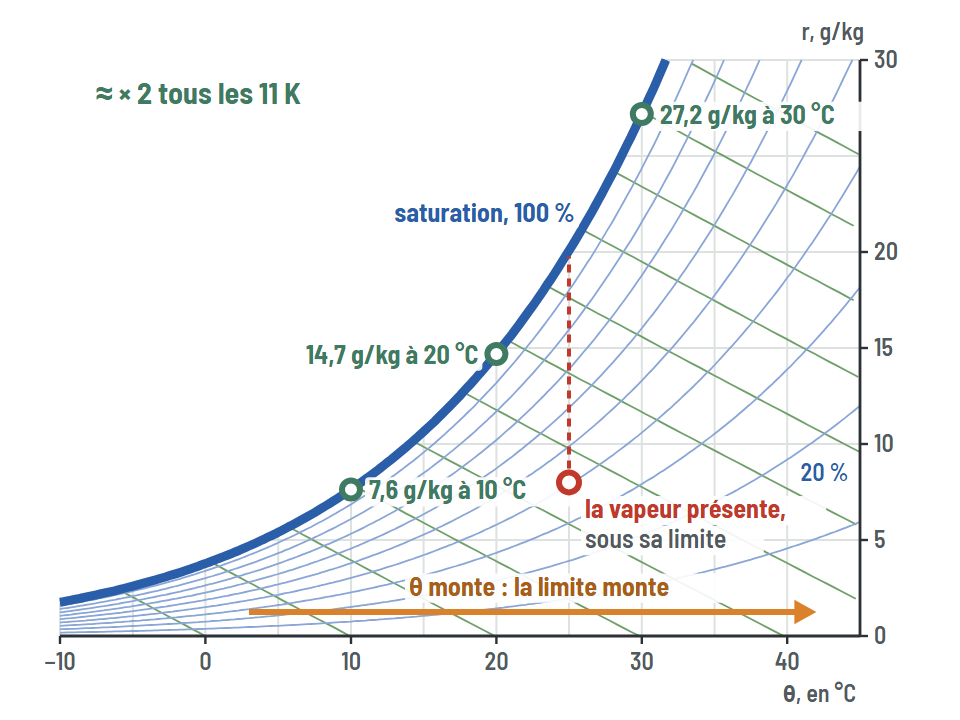 r, g/kg
30
≈ × 2 tous les 11 K
27,2 g/kg à 30 °C
saturation, 100 %
20
14,7 g/kg à 20 °C
15
10
20 %
7,6 g/kg à 10 °C
la vapeur présente,
sous sa limite
5
θ monte : la limite monte
0
−10 0 10 20 30 40
θ, en °C